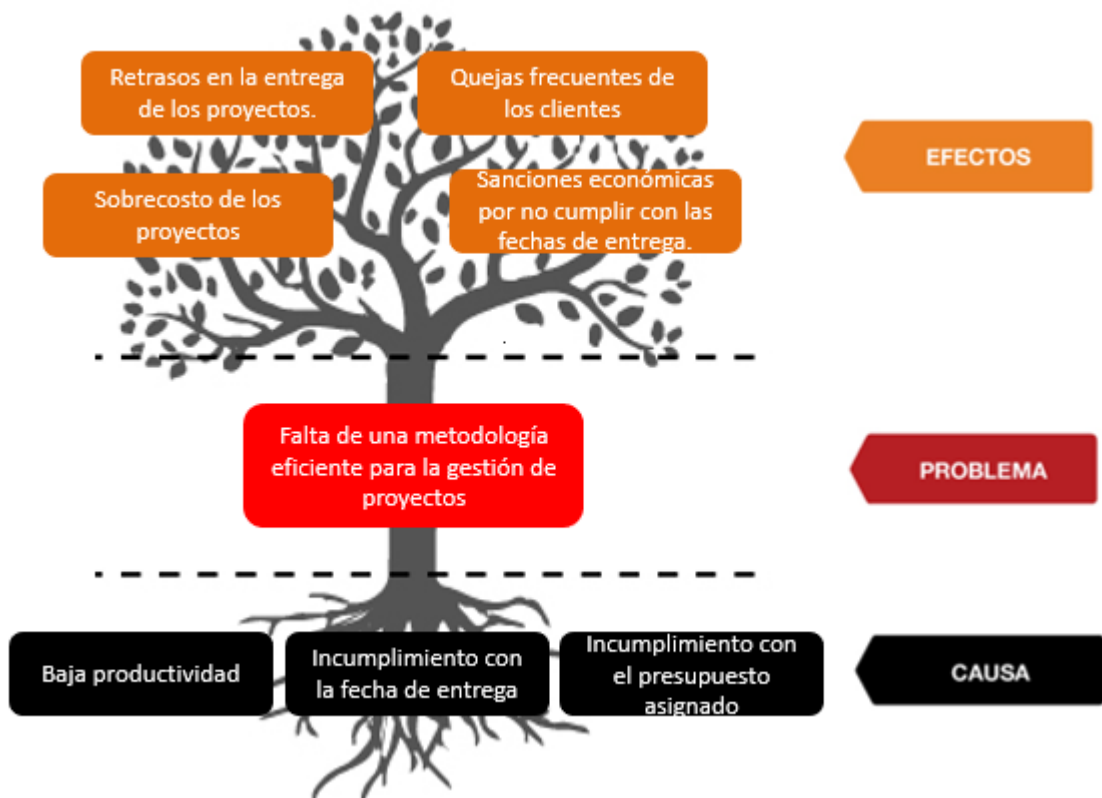 Retrasos en la entrega
de los proyectos.
Quejas frecuentes de
los clientes
EFECTOS
Sobrecosto de los
proyectos
Sanciones económicas
por no cumplir con las
fechas de entrega.
Falta de una metodología
eficiente para la gestión de
proyectos
PROBLEMA
Baja productividad
Incumplimiento con
la fecha de entrega
Incumplimiento con
el presupuesto
asignado
CAUSA